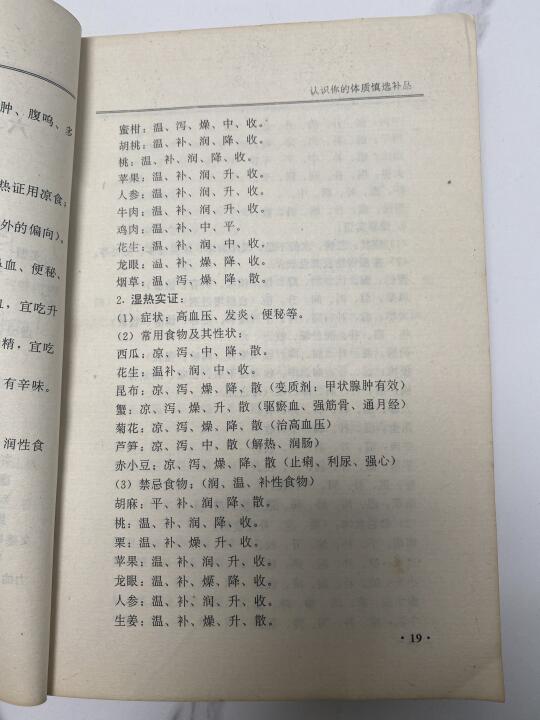 肿、腹鸣、多
热证用凉食；
外的偏向)。
血、便秘、
血，宜吃升
精，宜吃
有辛味。
润性食
认识你的体质慎选补品
蜜柑：温、泻、燥、中、收。
胡桃：温、补、润、降、收。
桃：温、补、润、降、收。
苹果：温、补、润、升、收。
人参：温、补、润、升、收。
牛肉：温、补、润、升、收。
鸡肉：温、补、中、平。
花生：温、补、润、中、收。
龙眼：温、补、燥、降、收。
烟草：温、泻、燥、降、散。
2．湿热实证：
(1) 症状：高血压、发炎、便秘等。
(2) 常用食物及其性状：
西瓜：凉、泻、中、降、散。
花生：温补、润、中、收。
昆布：凉、泻、燥、降、散（变质剂：甲状腺肿有效）
蟹：凉、泻、燥、升、散（驱瘀血、强筋骨、通月经）
菊花：凉、泻、燥、降、散（治高血压）
芦笋：凉、泻、中、散（解热、润肠）
赤小豆：凉、泻、燥、降、散（止痢、利尿、强心）
(3) 禁忌食物：(润、温、补性食物)
胡麻：平、补、润、降、散。
桃：温、补、润、降、收。
栗：温、补、燥、升、收。
苹果：温、补、润、升、收。
龙眼：温、补、燥、降、收。
人参：温、补、润、升、收。
生姜：温、补、燥、升、散。
·19·